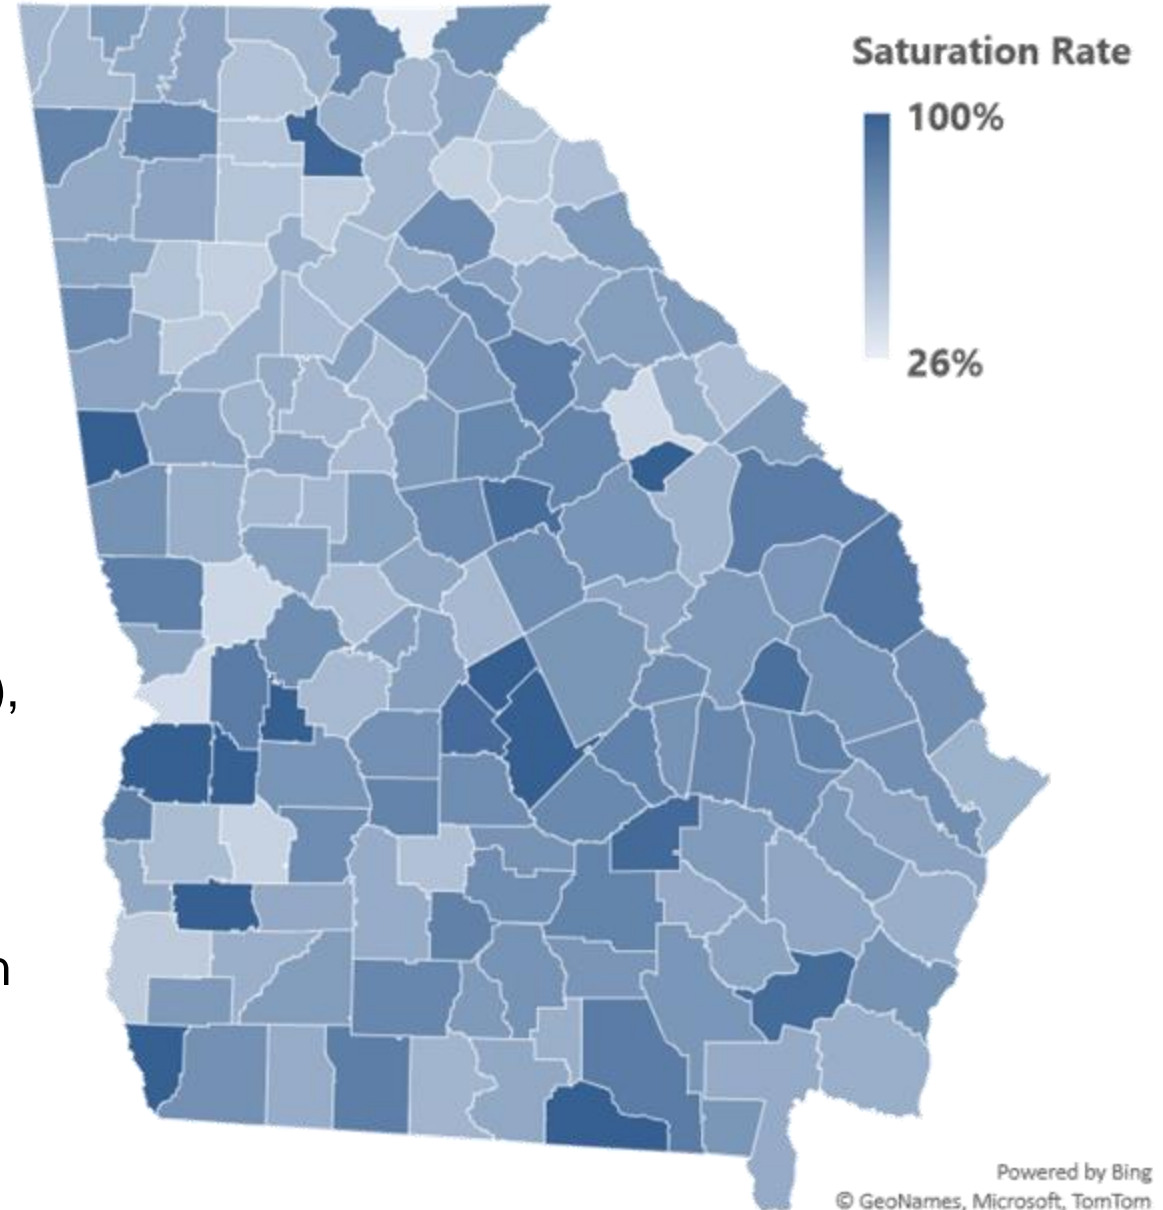 Saturation Rate
100%
26%
),
n
Powered by Bing
© GeoNames, Microsoft, TomTom